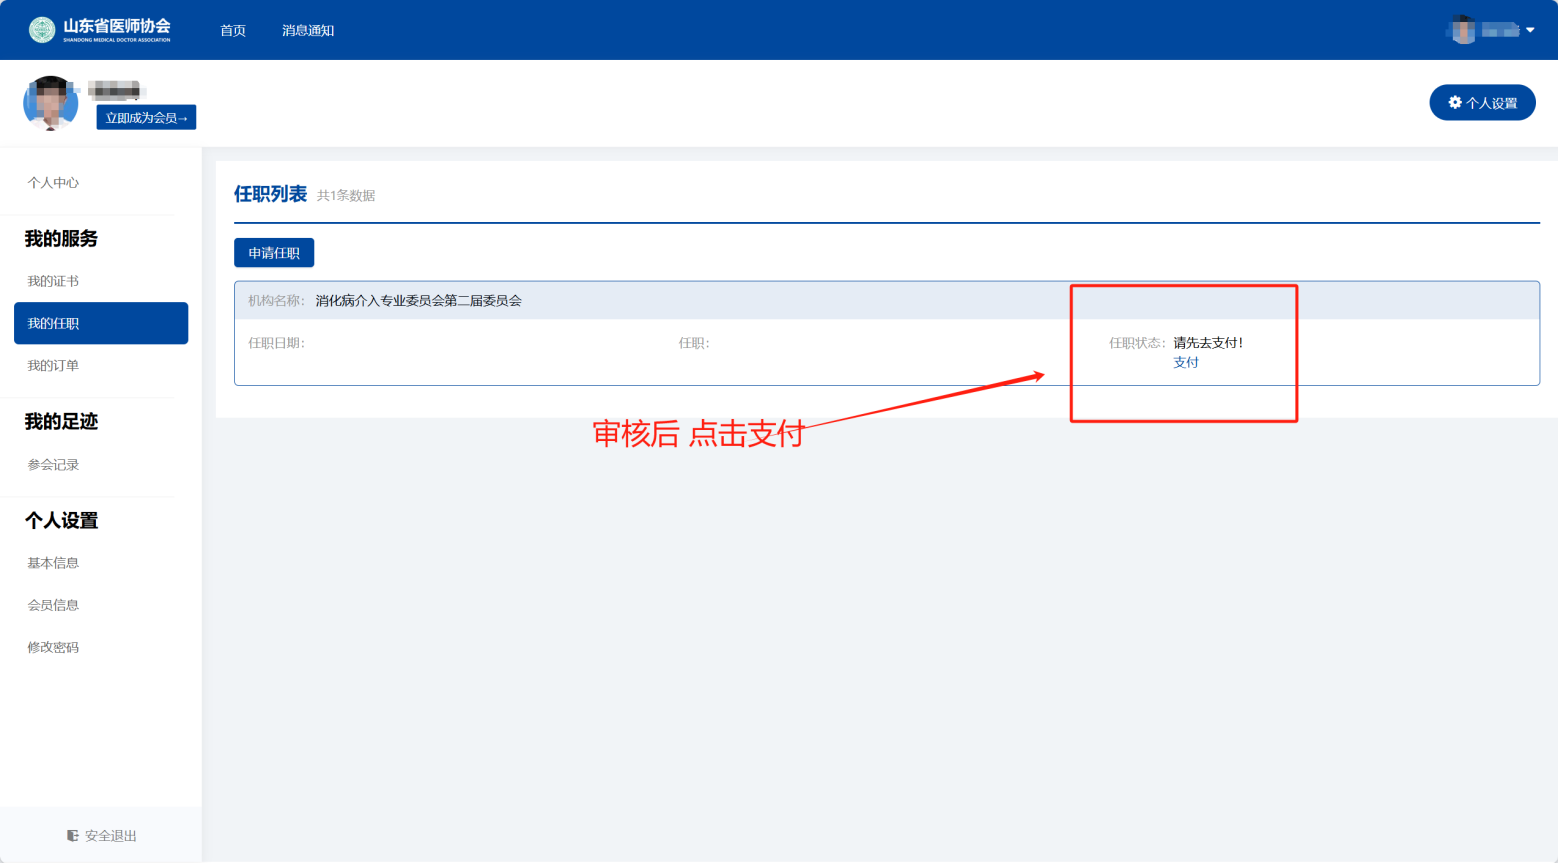 山东省医师协会
SHANDONG MEDICAL DOCTOR ASSOCIATION
首页
消息通知
立即成为会员→
个人设置
个人中心
我的服务
我的证书
我的任职
我的订单
我的足迹
参会记录
个人设置
基本信息
会员信息
修改密码
安全退出
任职列表 共1条数据
申请任职
机构名称: 消化病介入专业委员会第二届委员会
任职日期:
任职:
任职状态: 请先去支付!
支付
审核后 点击支付